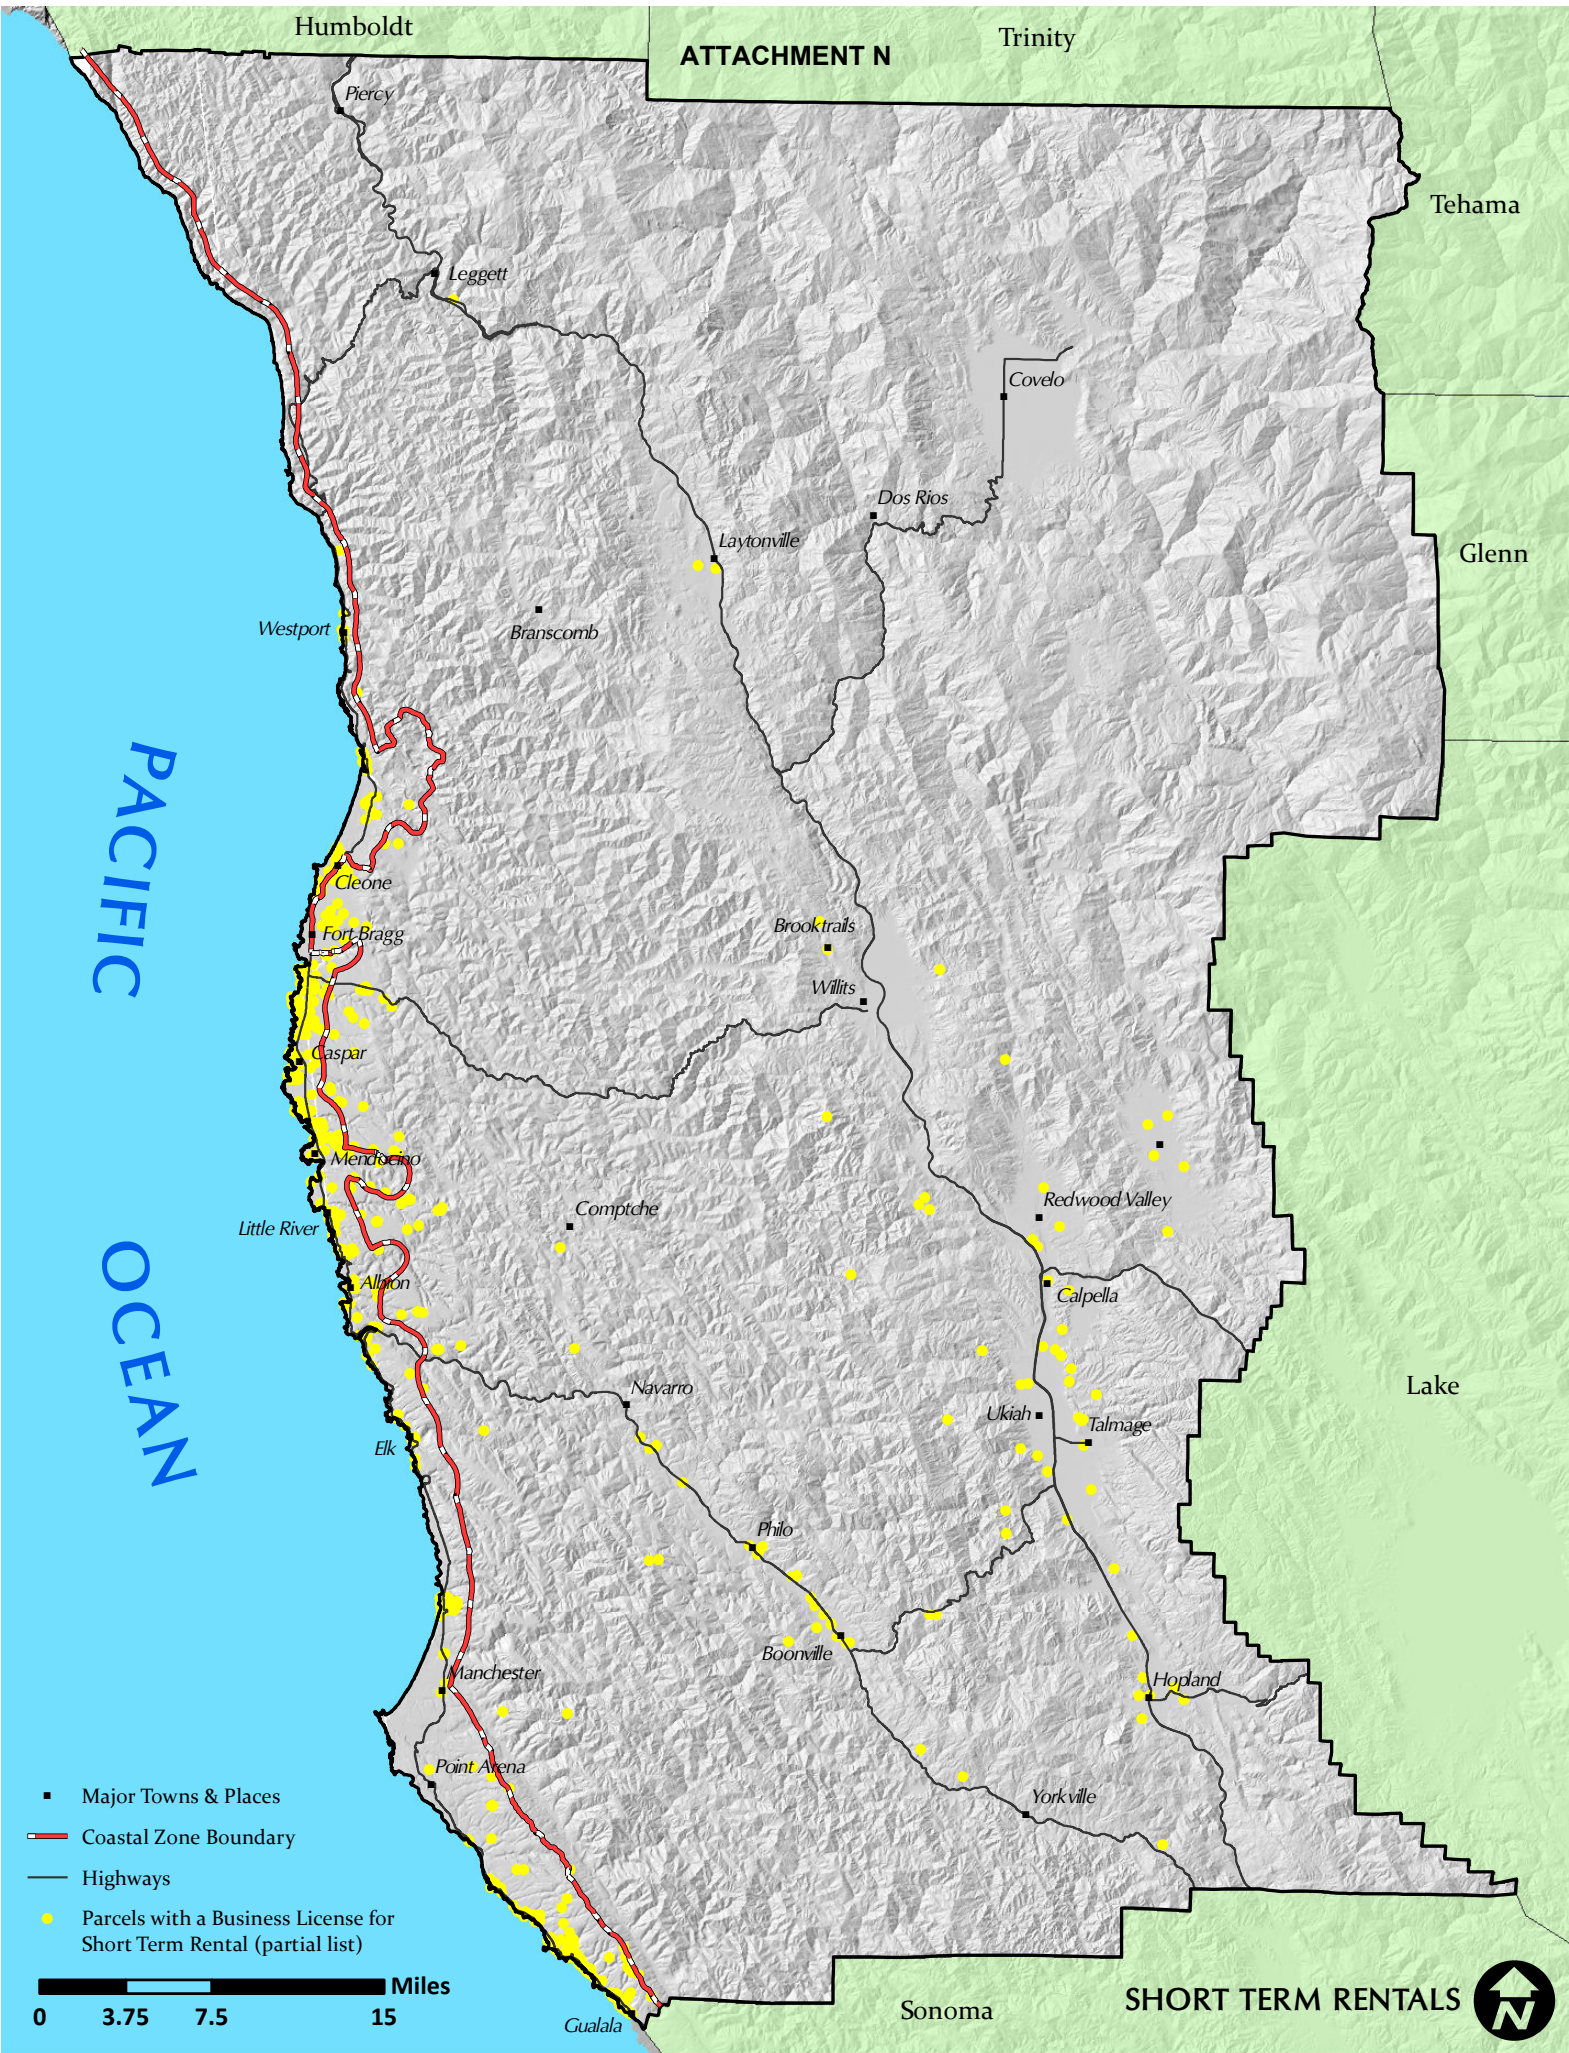 Humboldt
Trinity
ATTACHMENT N
Piercy
Tehama
Leggett
Covelo
Dos Rios
Laytonville
Glenn
Westport
Branscomb
PACIFIC
Cleone
Brooktrails
Fort Bragg
Willits
Caspar
Mendocino
Redwood Valley
Comptche
Little River
OCEAN
Albion
Calpella
Lake
Navarro
Ukiah
Talmage
Elk
Philo
Boonville
Manchester
Hopland
Point Arena
Yorkville
Major Towns & Places
Coastal Zone Boundary
Highways
Parcels with a Business License for
Short Term Rental (partial list)
Miles
0 3.75 7.5 15
Gualala
Sonoma
SHORT TERM RENTALS
N